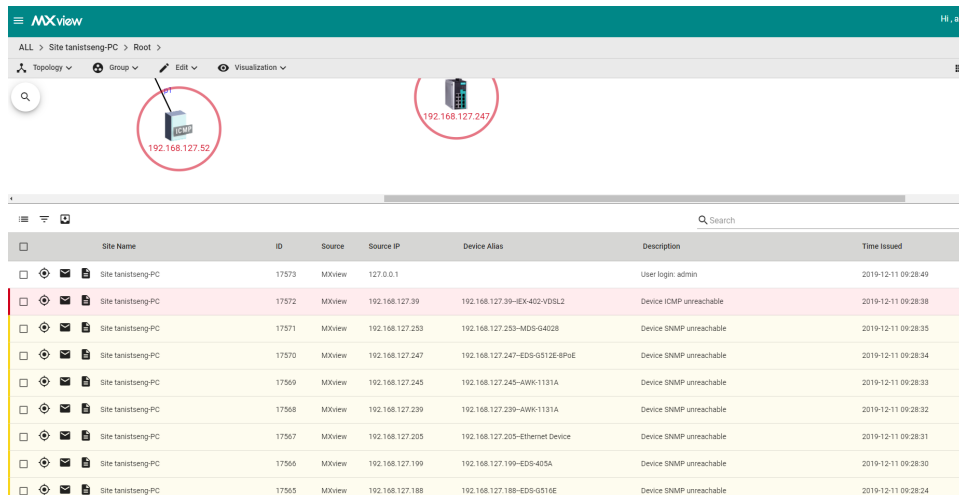 MXview
Hi , a
ALL > Site tanistseng-PC > Root >
Topology Group Edit Visualization
p1
ICMP
192.168.127.52
192.168.127.247
Search
Site Name ID Source Source IP Device Alias Description Time Issued
Site tanistseng-PC 17573 MXview 127.0.0.1 User login: admin 2019-12-11 09:28:49
Site tanistseng-PC 17572 MXview 192.168.127.39 192.168.127.39–IEX-402-VDSL2 Device ICMP unreachable 2019-12-11 09:28:38
Site tanistseng-PC 17571 MXview 192.168.127.253 192.168.127.253–MDS-G4028 Device SNMP unreachable 2019-12-11 09:28:35
Site tanistseng-PC 17570 MXview 192.168.127.247 192.168.127.247–EDS-G512E-8PoE Device SNMP unreachable 2019-12-11 09:28:34
Site tanistseng-PC 17569 MXview 192.168.127.245 192.168.127.245–AWK-1131A Device SNMP unreachable 2019-12-11 09:28:33
Site tanistseng-PC 17568 MXview 192.168.127.239 192.168.127.239–AWK-1131A Device SNMP unreachable 2019-12-11 09:28:32
Site tanistseng-PC 17567 MXview 192.168.127.205 192.168.127.205–Ethernet Device Device SNMP unreachable 2019-12-11 09:28:31
Site tanistseng-PC 17566 MXview 192.168.127.199 192.168.127.199–EDS-405A Device SNMP unreachable 2019-12-11 09:28:30
Site tanistseng-PC 17565 MXview 192.168.127.188 192.168.127.188–EDS-G516E Device SNMP unreachable 2019-12-11 09:28:24